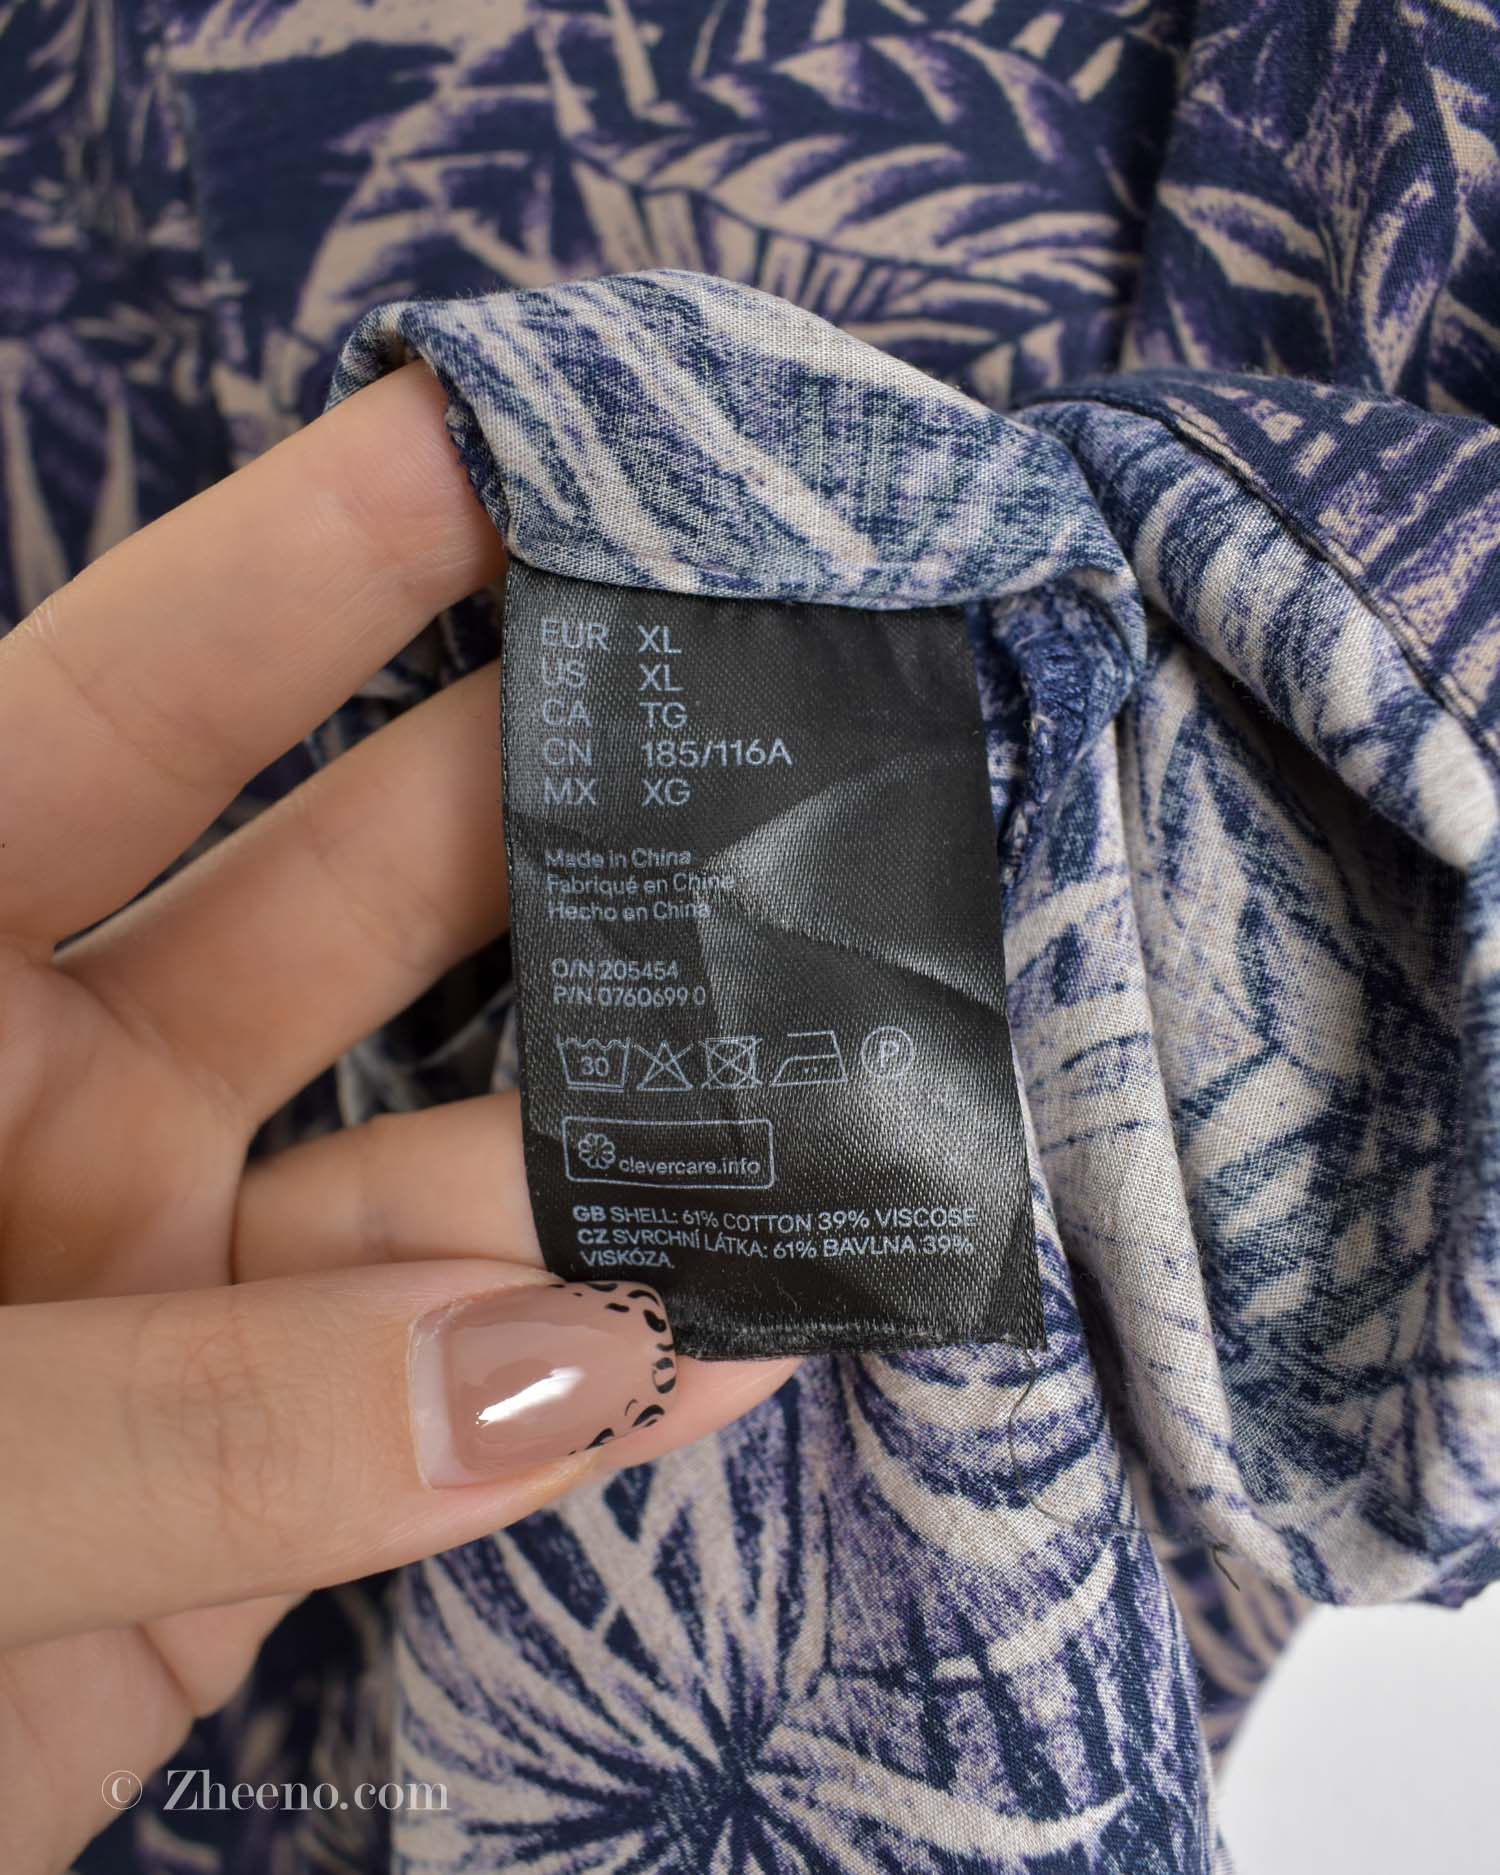 EUR XL
US XL
CA TG
CN 185/116A
MX XG
Made in China
Fabriqué en Chine
Hecho en China
O/N 205454
P/N 0760699 0
30
P
clevercare.info
GB SHELL: 61% COTTON 39% VISCOSE
CZ SVRCHNÍ LÁTKA: 61% BAVLNA 39%
VISKÓZA
© Zheeno.com